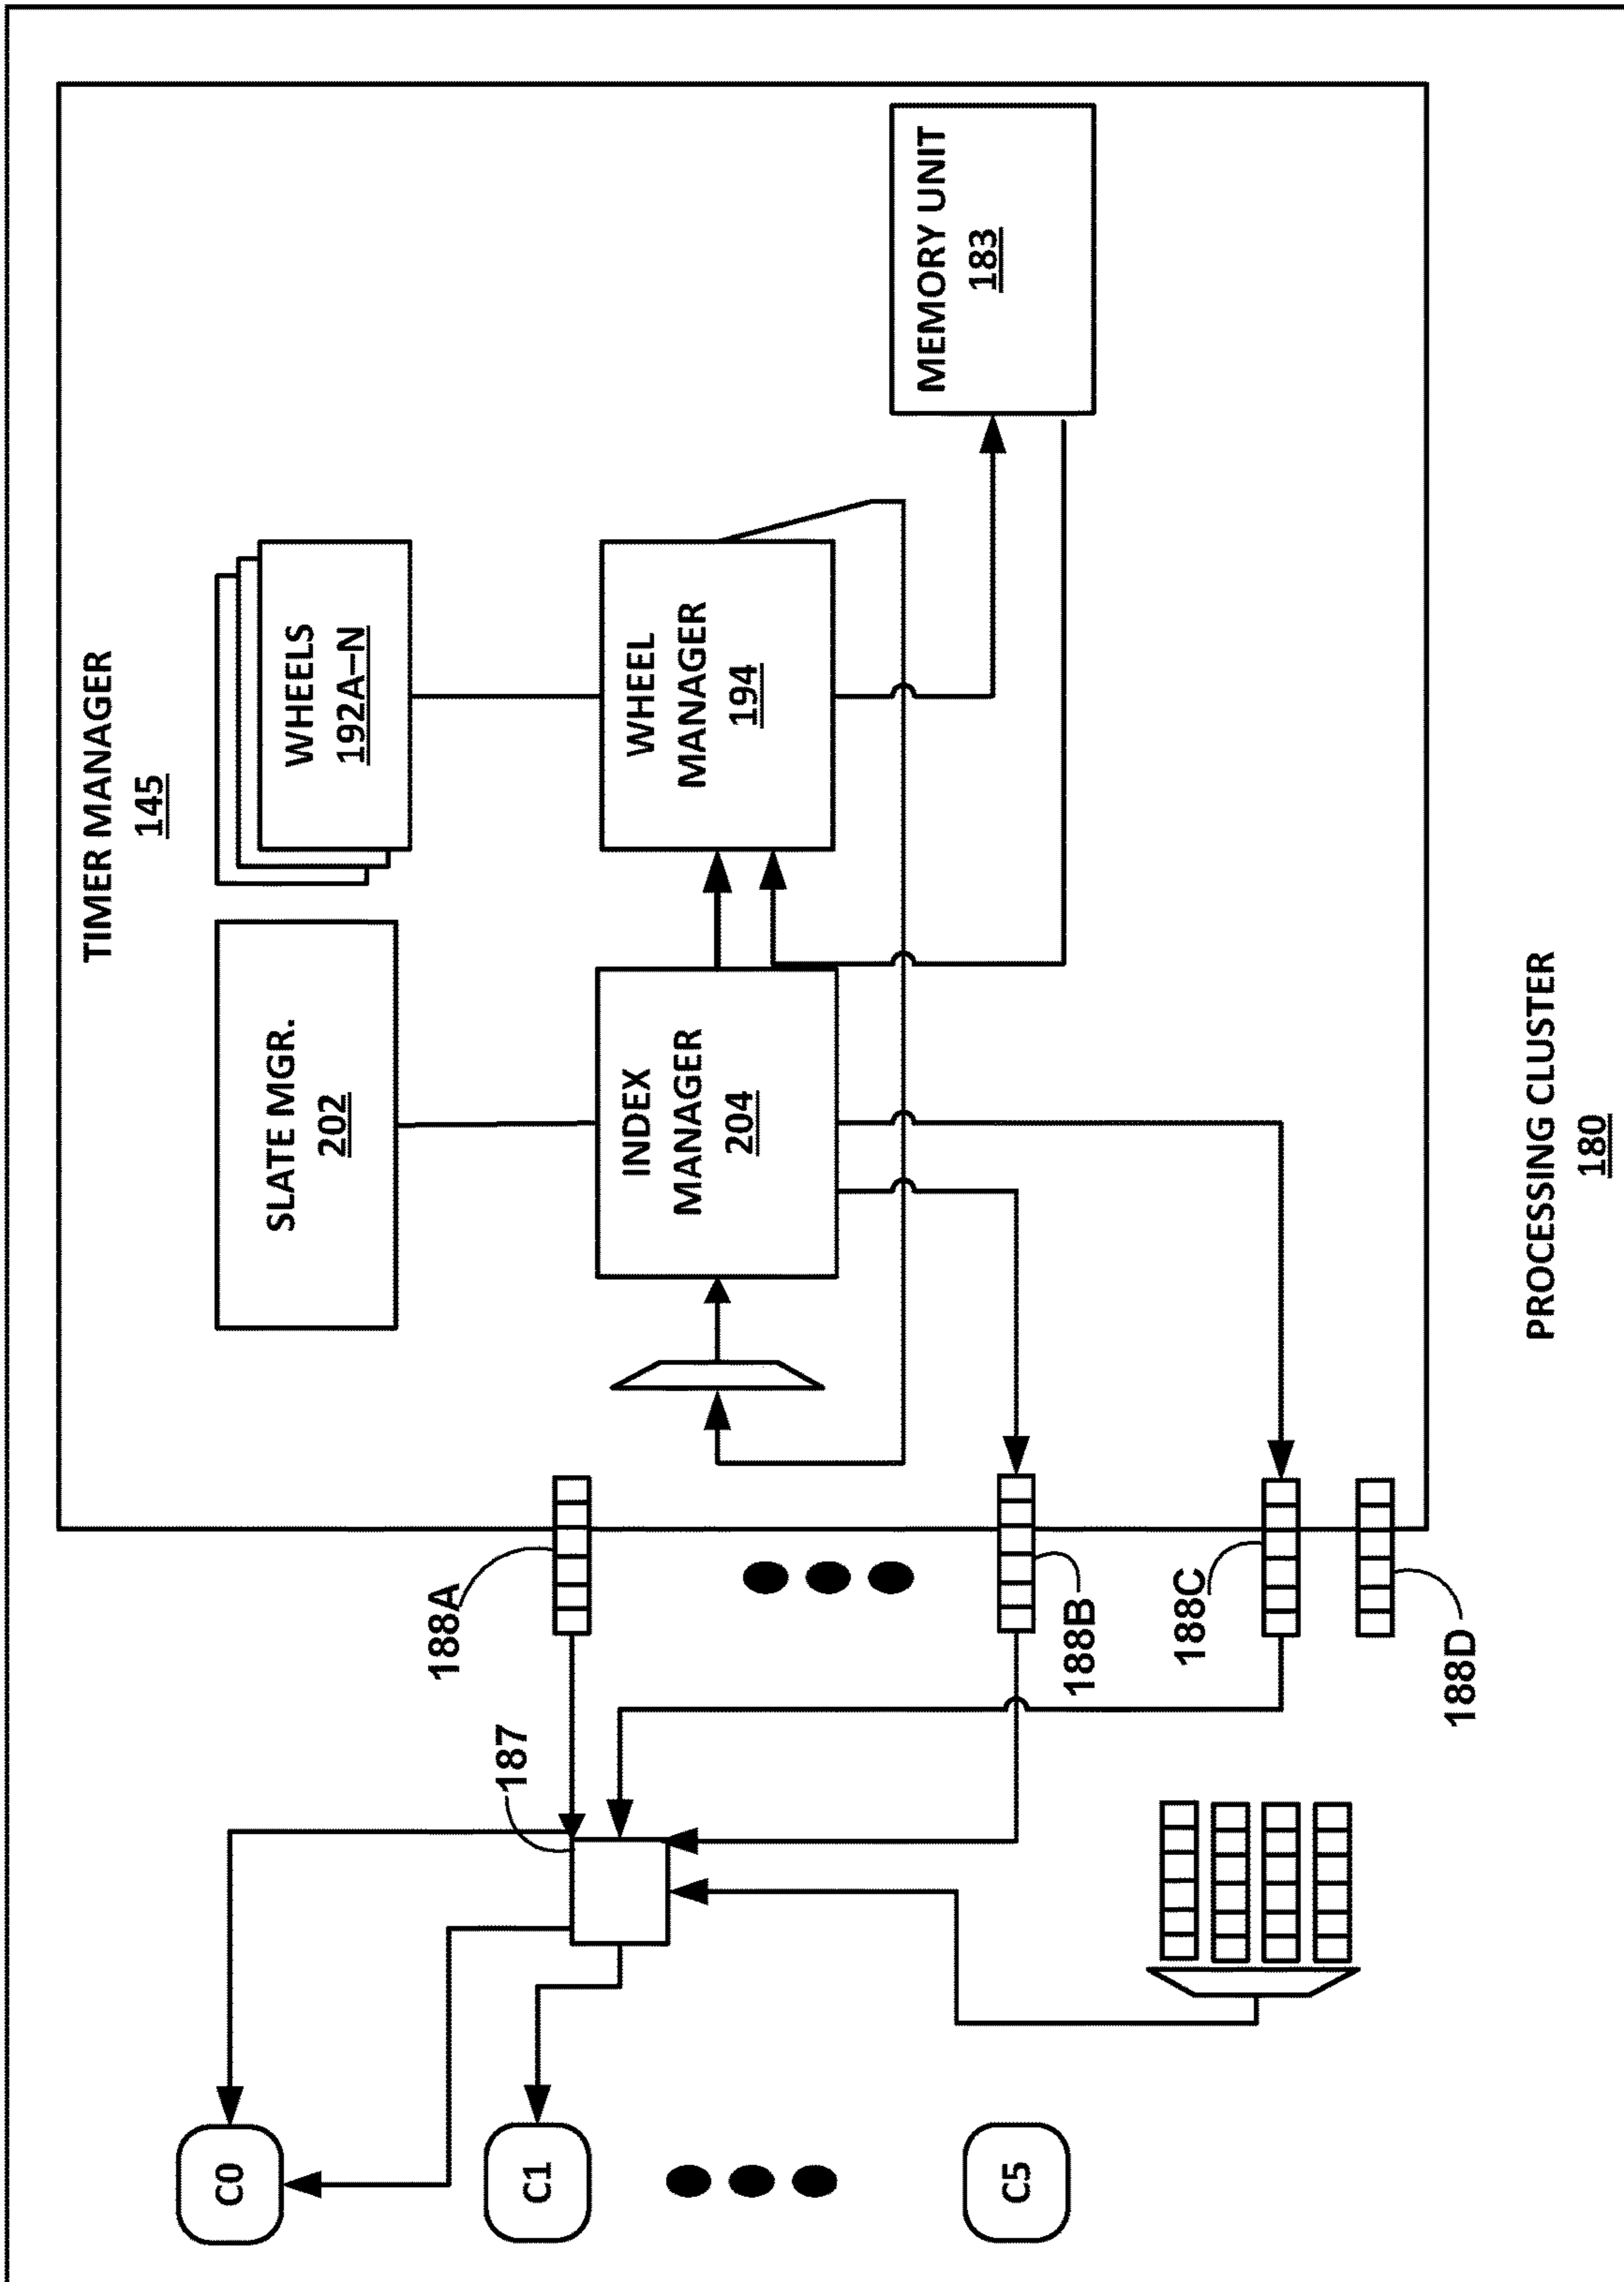 TIMER MANAGER
145
SLATE MGR.
202
WHEELS
192A–N
INDEX
MANAGER
204
WHEEL
MANAGER
194
MEMORY UNIT
183
188A
188B
188C
188D
187
C0
C1
C5
PROCESSING CLUSTER
180